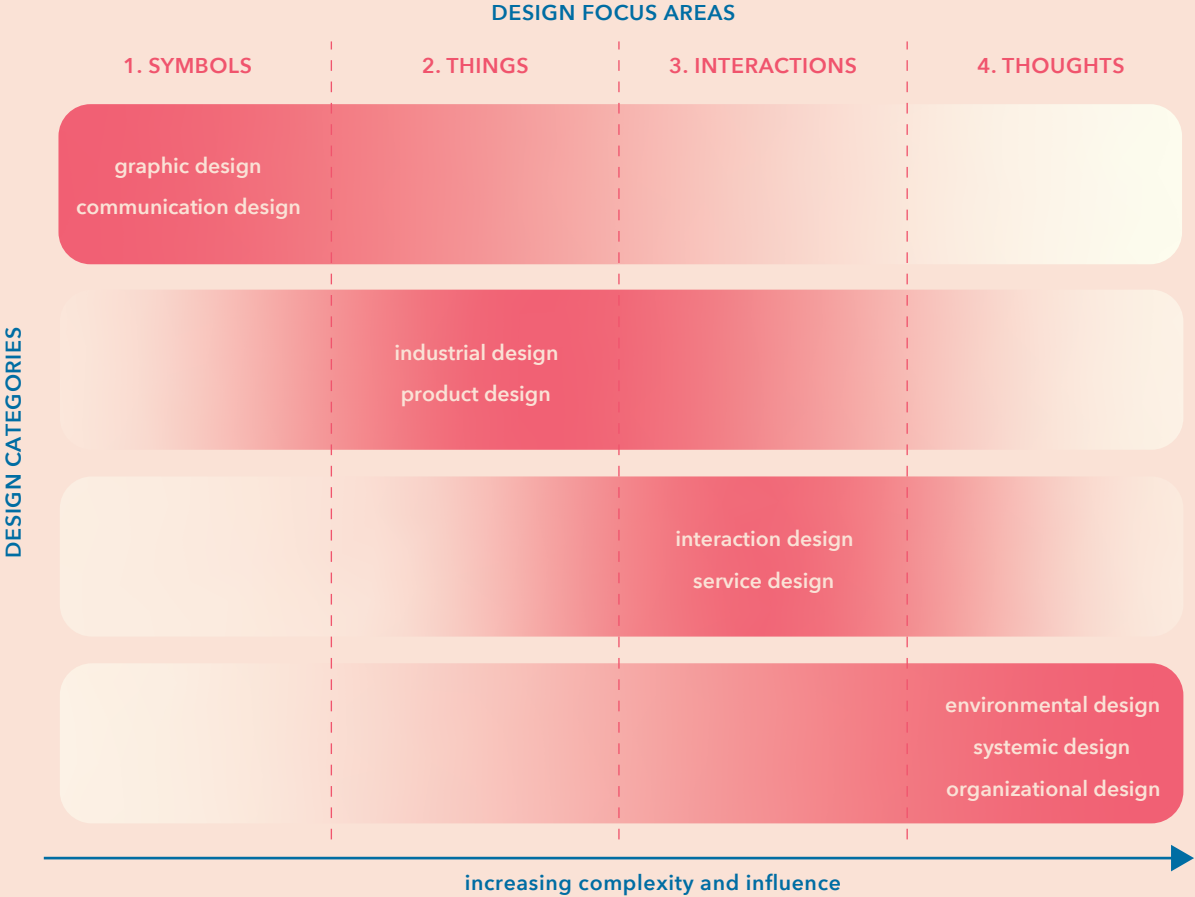 DESIGN FOCUS AREAS
1. SYMBOLS
2. THINGS
3. INTERACTIONS
4. THOUGHTS
DESIGN CATEGORIES
graphic design
communication design
industrial design
product design
interaction design
service design
environmental design
systemic design
organizational design
increasing complexity and influence